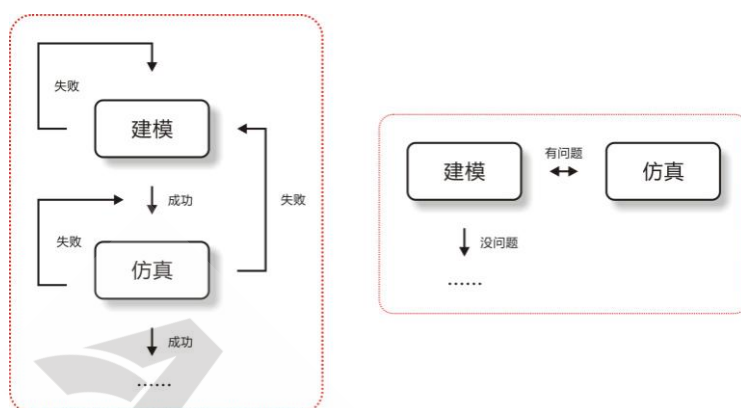 失败
建模
成功
失败
失败
仿真
成功
......
建模
有问题
仿真
没问题
......